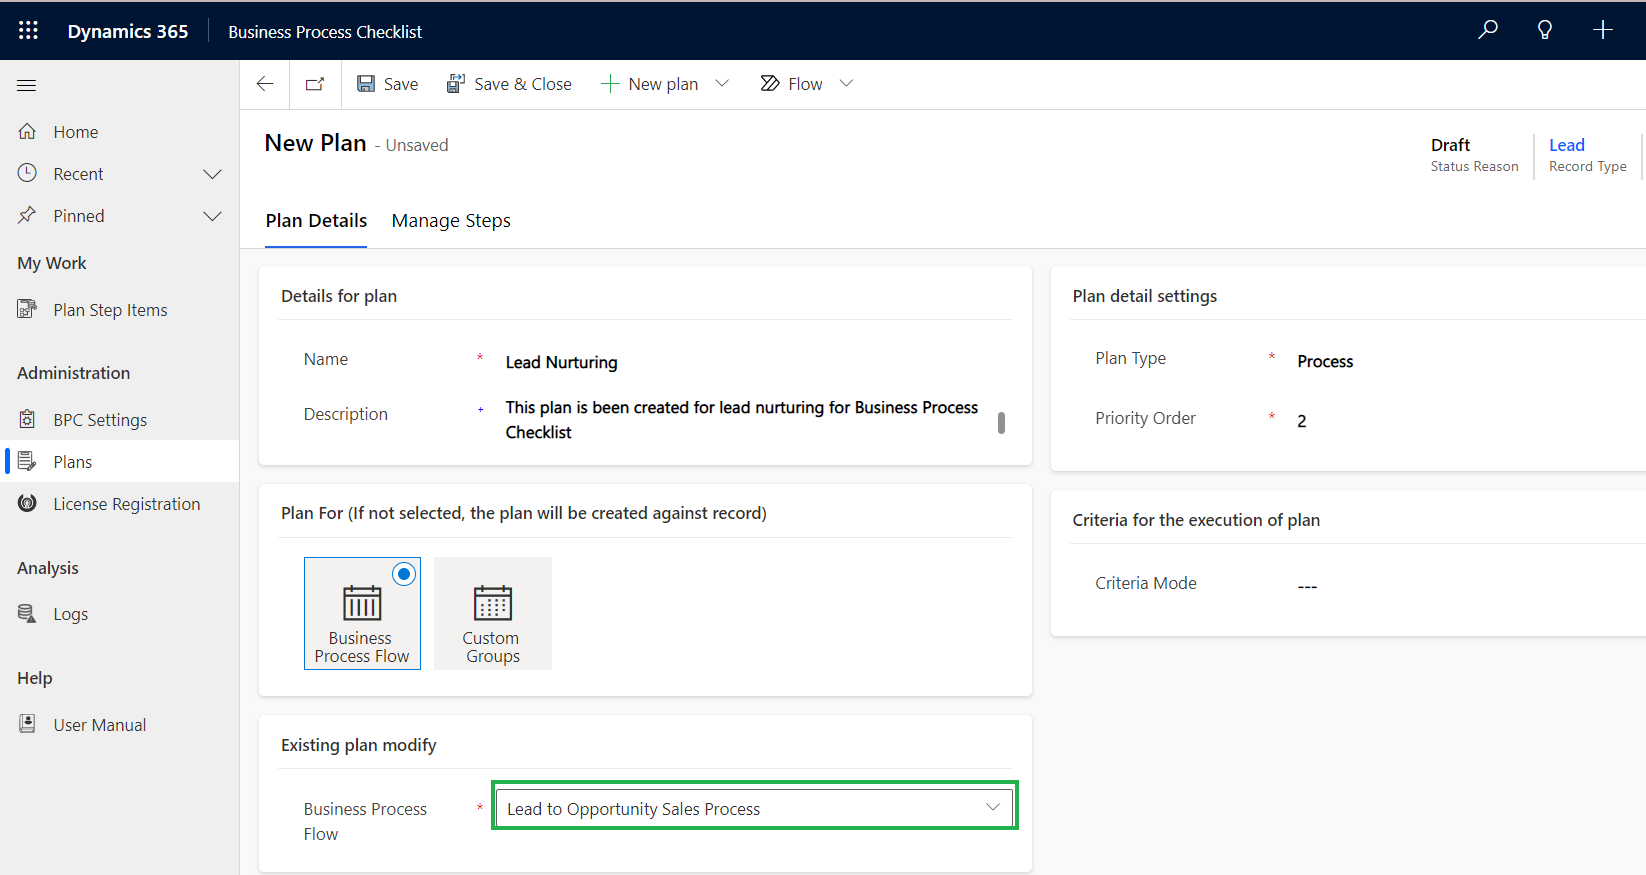 Dynamics 365
Business Process Checklist
Save
Save & Close
New plan
Flow
Home
Recent
Pinned
My Work
Plan Step Items
Administration
BPC Settings
Plans
License Registration
Analysis
Logs
Help
User Manual
New Plan - Unsaved
Draft
Status Reason
Lead
Record Type
Plan Details
Manage Steps
Details for plan
Name * Lead Nurturing
Description + This plan is been created for lead nurturing for Business Process
Checklist
Plan For (If not selected, the plan will be created against record)
Business
Process Flow
Custom
Groups
Existing plan modify
Business Process
Flow
* Lead to Opportunity Sales Process
Plan detail settings
Plan Type * Process
Priority Order * 2
Criteria for the execution of plan
Criteria Mode ---